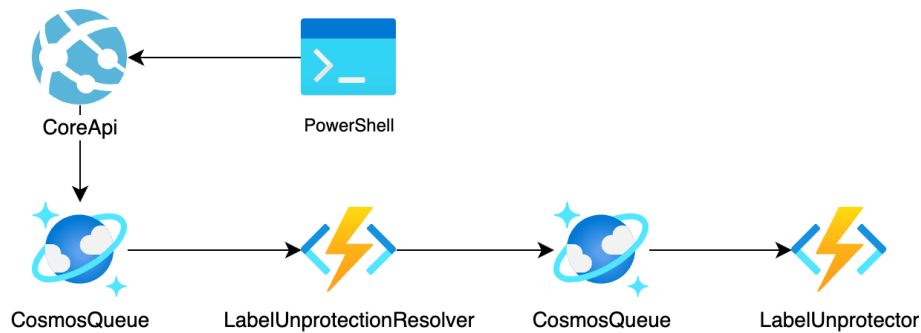 CoreApi
PowerShell
CosmosQueue
LabelUnprotectionResolver
CosmosQueue
LabelUnprotector